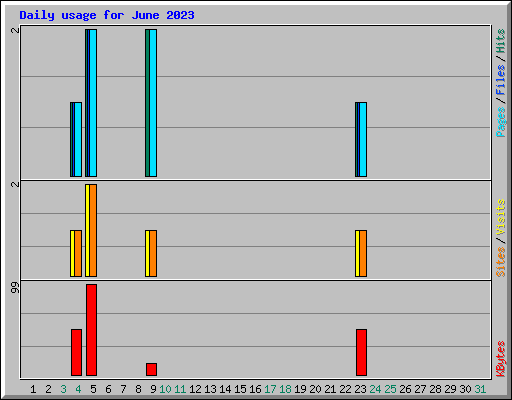 Daily usage for June 2023
2
Pages / Files / Hits
2
Sites / Visits
99
KBytes
1 2 3 4 5 6 7 8 9 10 11 12 13 14 15 16 17 18 19 20 21 22 23 24 25 26 27 28 29 30 31